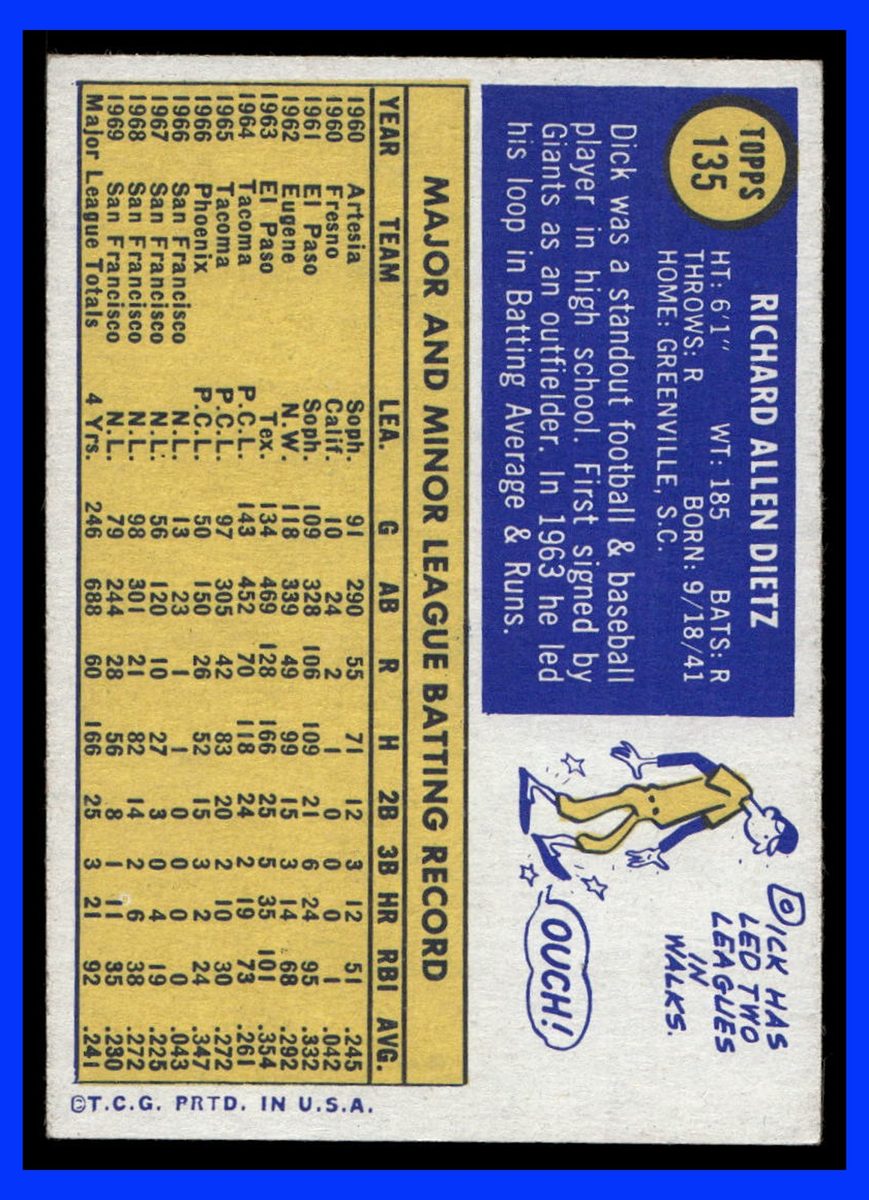 TOPPS
135
RICHARD ALLEN DIETZ
HT: 6'1" WT: 185 BATS: R
THROWS: R BORN: 9/18/41
HOME: GREENVILLE, S.C.
Dick was a standout football & baseball
player in high school. First signed by
Giants as an outfielder. In 1963 he led
his loop in Batting Average & Runs.
DICK HAS
LED TWO
LEAGUES
IN
WALKS.
OUCH!
MAJOR AND MINOR LEAGUE BATTING RECORD
YEAR TEAM LEA. G AB R H 2B 3B HR RBI AVG.
1960 Artesia Soph. 91 290 55 71 12 3 12 51 .245
1960 Fresno Calif. 10 24 2 1 0 0 0 1 .042
1961 El Paso Soph. 109 328 106 109 21 6 24 95 .332
1962 Eugene N.W. 118 339 49 99 15 3 14 68 .292
1963 El Paso Tex. 134 469 128 166 25 5 35 101 .354
1964 Tacoma P.C.L. 143 452 70 118 24 2 19 73 .261
1965 Tacoma P.C.L. 97 305 42 83 20 2 10 30 .272
1966 Phoenix P.C.L. 50 150 26 52 15 3 2 24 .347
1966 San Francisco N.L. 13 23 1 1 0 0 0 0 .043
1967 San Francisco N.L. 56 120 10 27 3 0 4 19 .225
1968 San Francisco N.L. 98 301 21 82 14 2 6 38 .272
1969 San Francisco N.L. 79 244 28 56 8 1 11 35 .230
Major League Totals 4 Yrs. 246 688 60 166 25 3 21 92 .241
©T.C.G. PRTD. IN U.S.A.